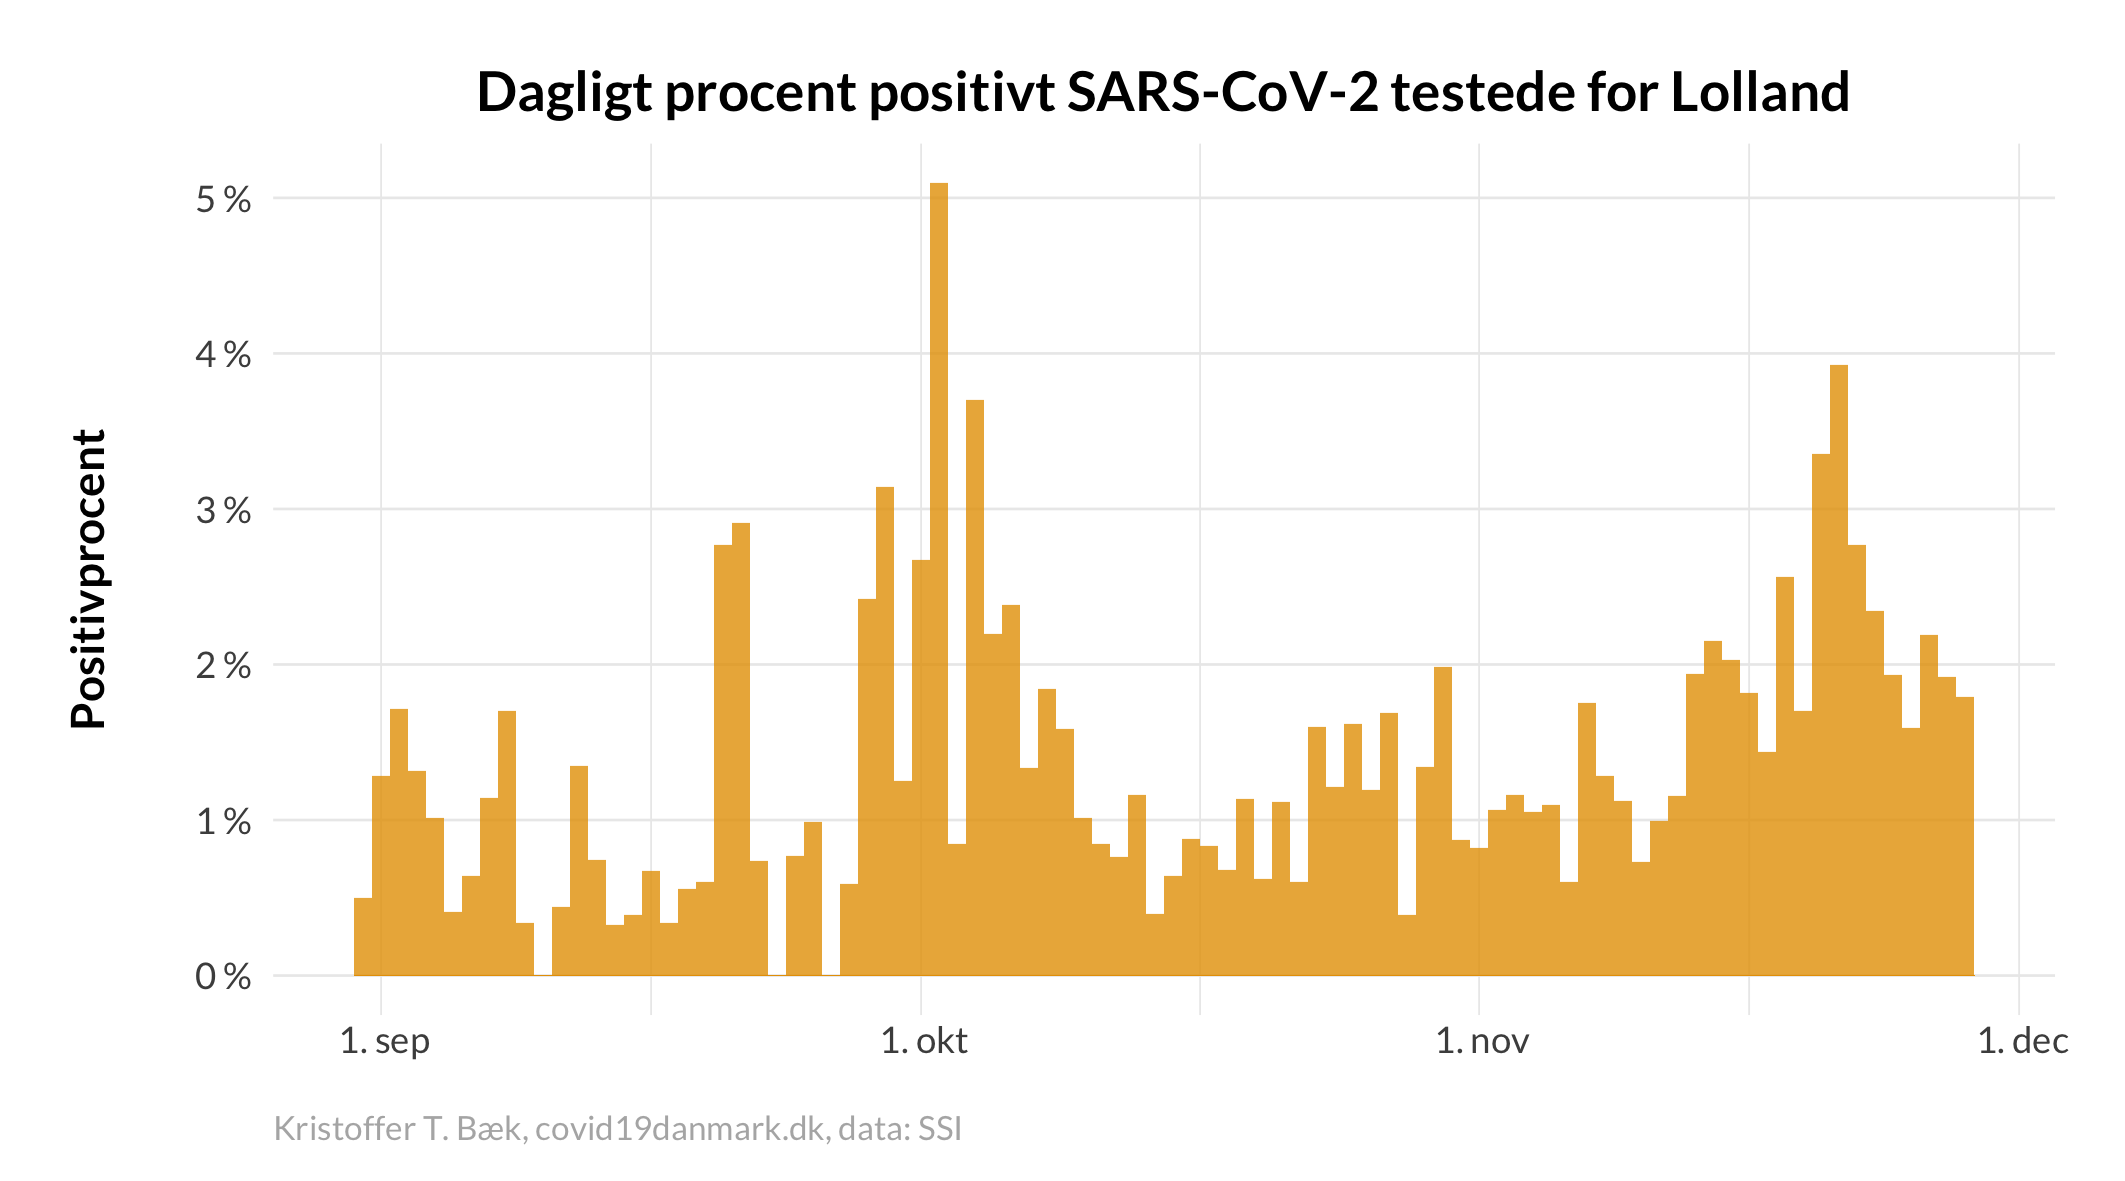 Dagligt procent positivt SARS-CoV-2 testede for Lolland
Positivprocent
5 %
4 %
3 %
2 %
1 %
0 %
1. sep
1. okt
1. nov
1. dec
Kristoffer T. Bæk, covid19danmark.dk, data: SSI